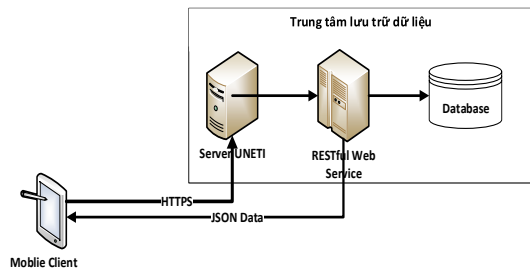 Trung tâm lưu trữ dữ liệu
Database
Server UNETI
RESTful Web
Service
HTTPS
JSON Data
Moblie Client